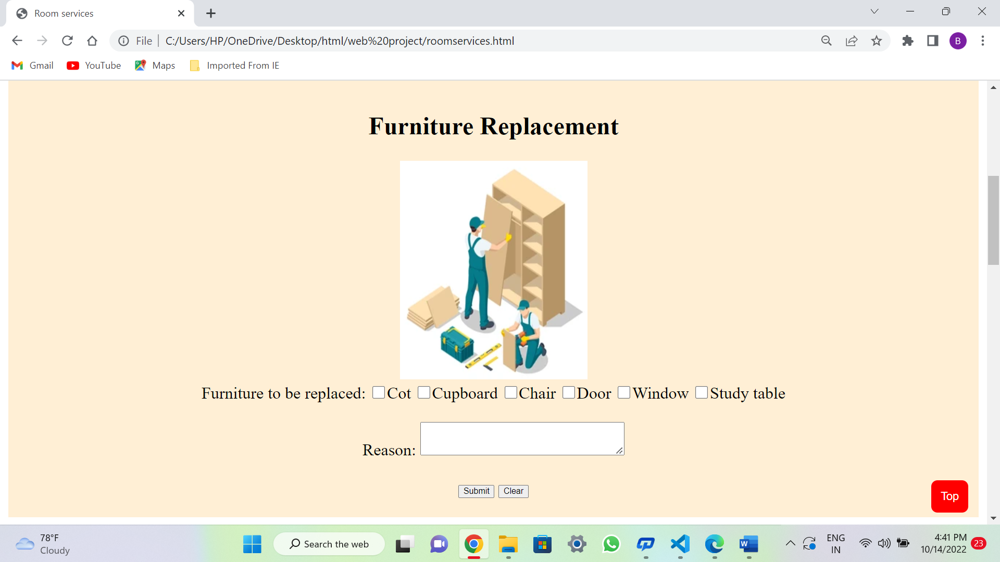 Room services
File
C:/Users/HP/OneDrive/Desktop/html/web%20project/roomservices.html
B
Gmail YouTube Maps Imported From IE
Furniture Replacement
Furniture to be replaced: Cot Cupboard Chair Door Window Study table
Reason:
Submit Clear
Top
78°F
Cloudy
Search the web
W
ENG
IN
4:41 PM
10/14/2022
23